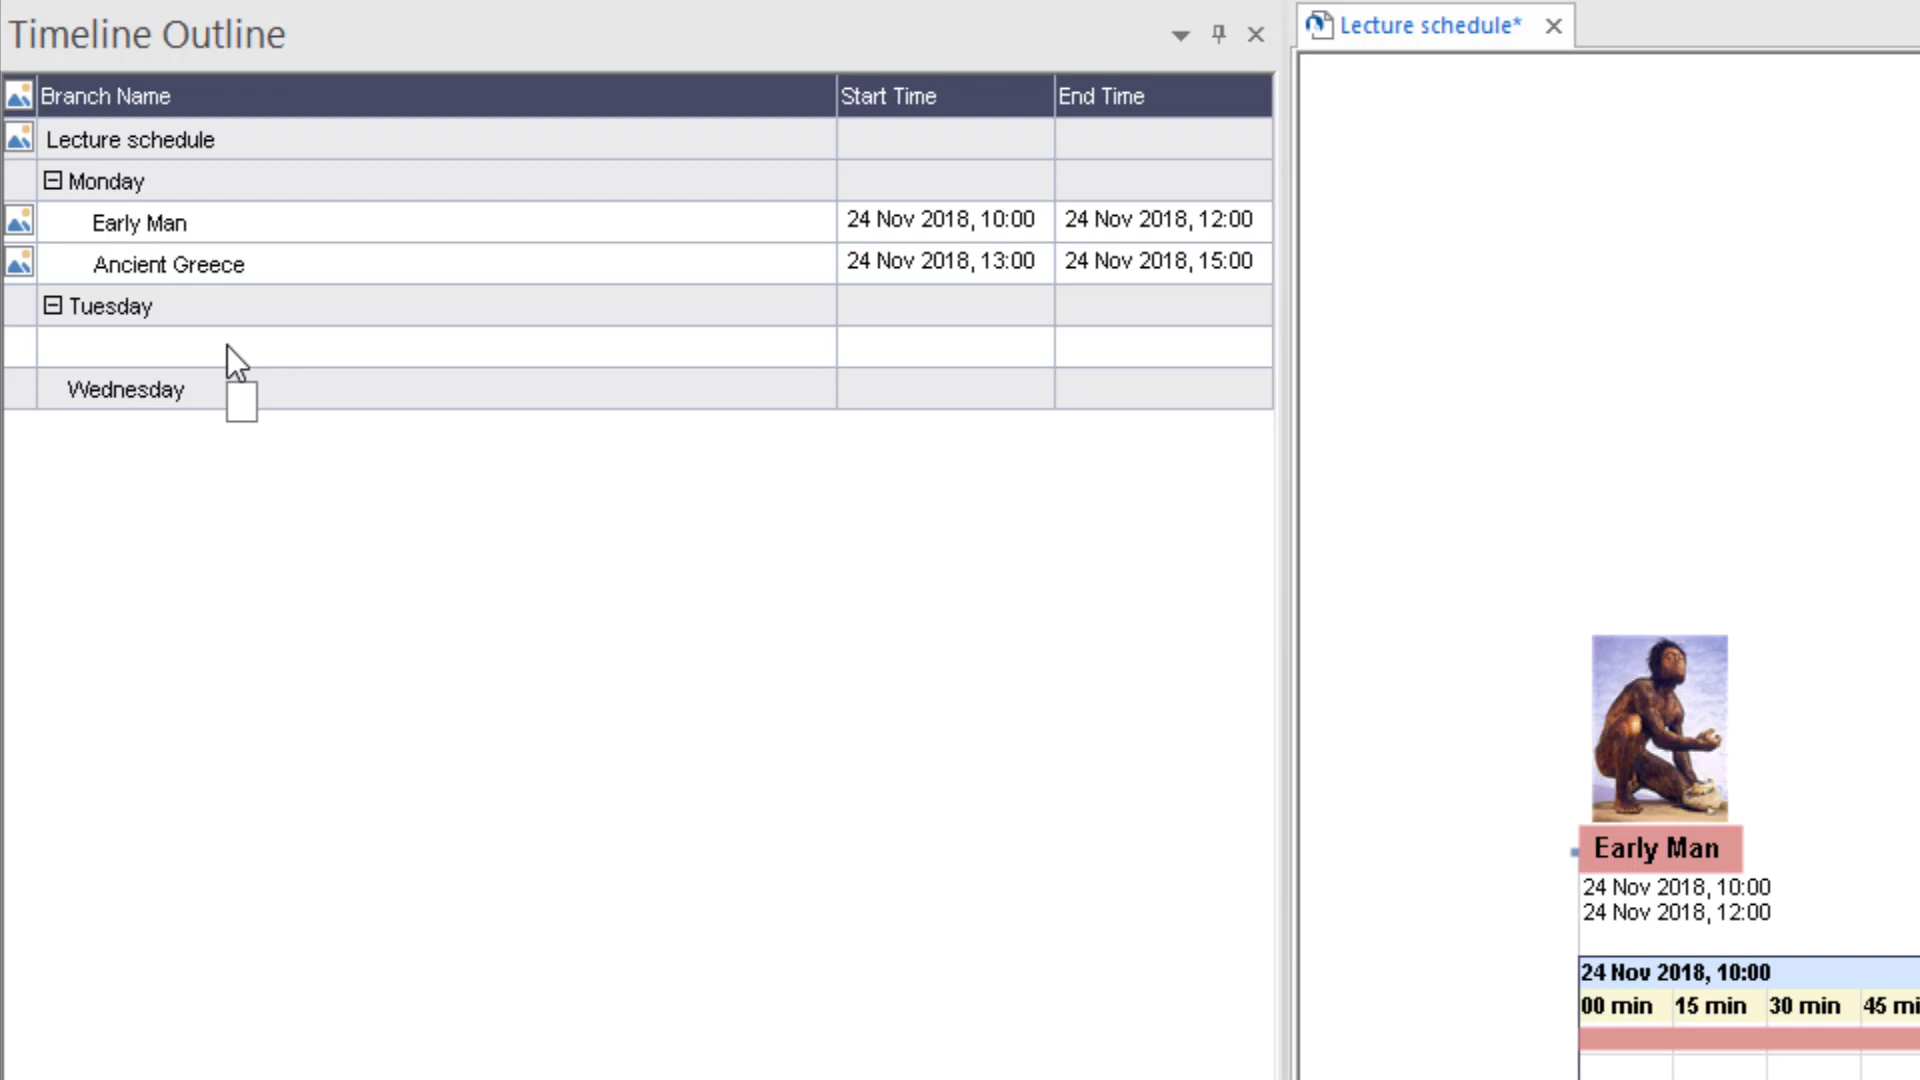 Timeline Outline
Lecture schedule*
Branch Name Start Time End Time
Lecture schedule
Monday
Early Man 24 Nov 2018, 10:00 24 Nov 2018, 12:00
Ancient Greece 24 Nov 2018, 13:00 24 Nov 2018, 15:00
Tuesday
Wednesday
Early Man
24 Nov 2018, 10:00
24 Nov 2018, 12:00
24 Nov 2018, 10:00
00 min 15 min 30 min 45 mi